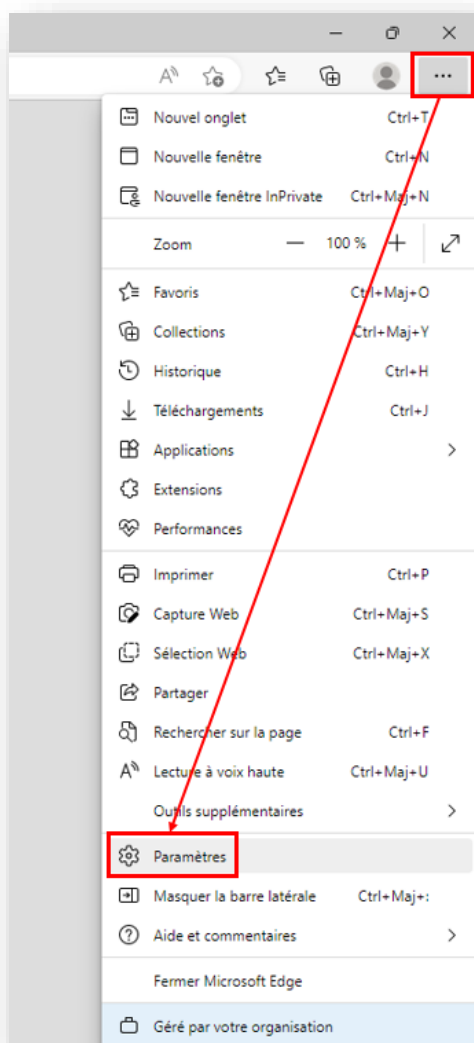 Nouvel onglet Ctrl+T
Nouvelle fenêtre Ctrl+N
Nouvelle fenêtre InPrivate Ctrl+Maj+N
Zoom — 100 % +
Favoris Ctrl+Maj+O
Collections Ctrl+Maj+Y
Historique Ctrl+H
Téléchargements Ctrl+J
Applications
Extensions
Performances
Imprimer Ctrl+P
Capture Web Ctrl+Maj+S
Sélection Web Ctrl+Maj+X
Partager
Rechercher sur la page Ctrl+F
Lecture à voix haute Ctrl+Maj+U
Outils supplémentaires
Paramètres
Masquer la barre latérale Ctrl+Maj+:
Aide et commentaires
Fermer Microsoft Edge
Géré par votre organisation